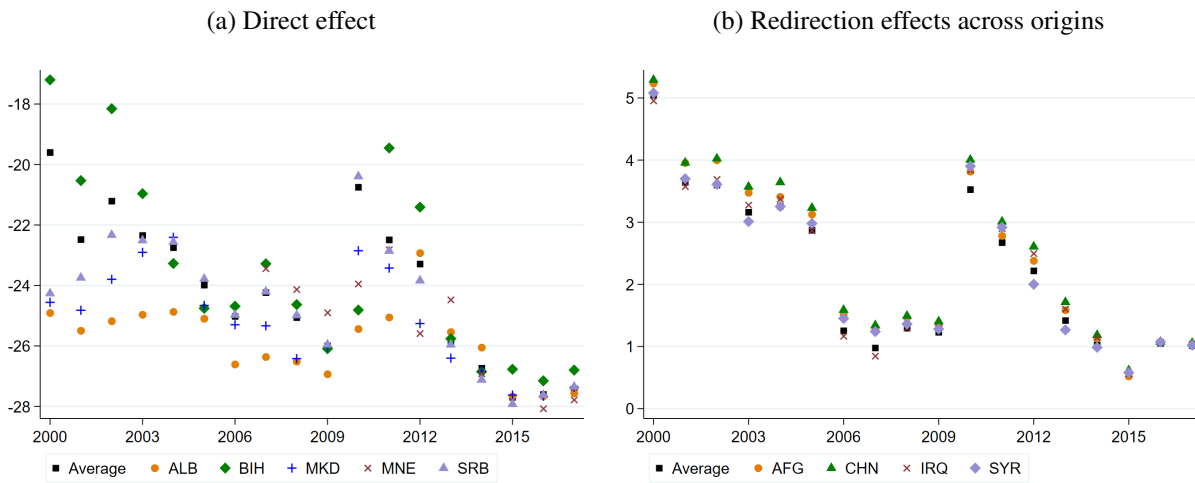 (a) Direct effect
-18
-20
-22
-24
-26
-28
2000 2003 2006 2009 2012 2015
Average ALB BIH MKD MNE SRB
(b) Redirection effects across origins
5
4
3
2
1
0
2000 2003 2006 2009 2012 2015
Average AFG CHN IRQ SYR